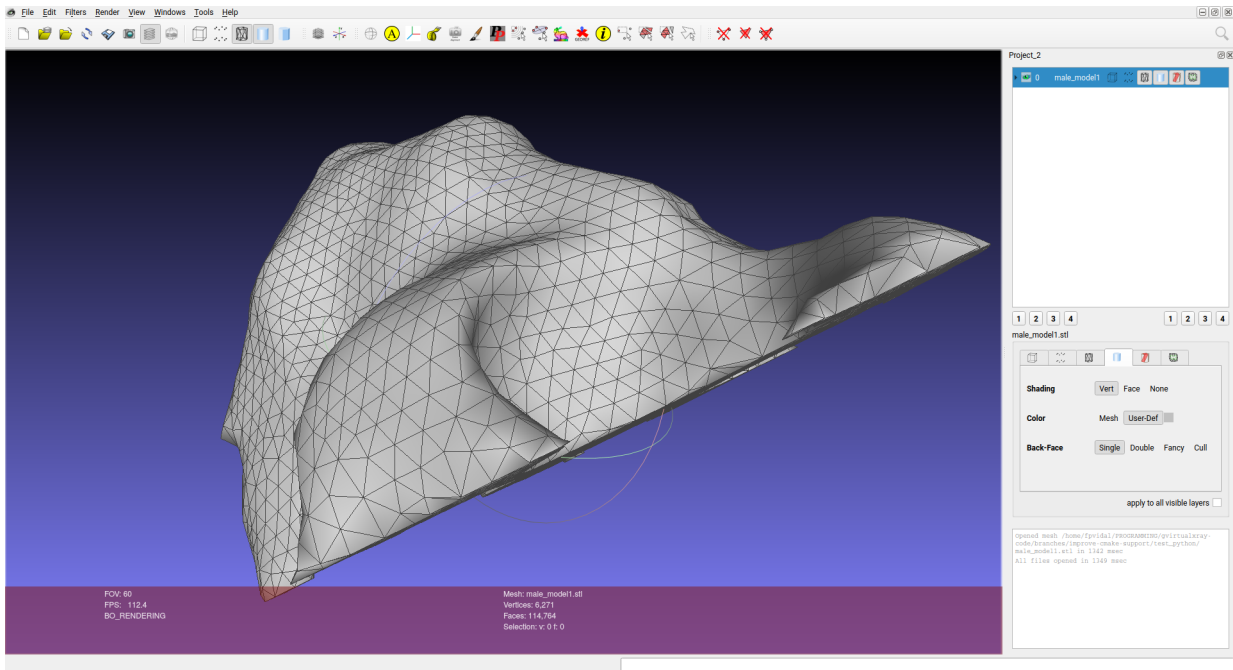 File Edit Filters Render View Windows Tools Help
Project_2
0 male_model1
1 2 3 4 1 2 3 4
male_model1.stl
Shading Vert Face None
Color Mesh User-Def
Back-Face Single Double Fancy Cull
apply to all visible layers
Opened mesh /home/fpvidal/PROGRAMMING/gvirtualxray-
code/branches/improve-cmake-support/test_python/
male_model1.stl in 1342 msec
All files opened in 1349 msec
FOV: 60
FPS: 112.4
BO_RENDERING
Mesh: male_model1.stl
Vertices: 6,271
Faces: 114,764
Selection: v: 0 f: 0